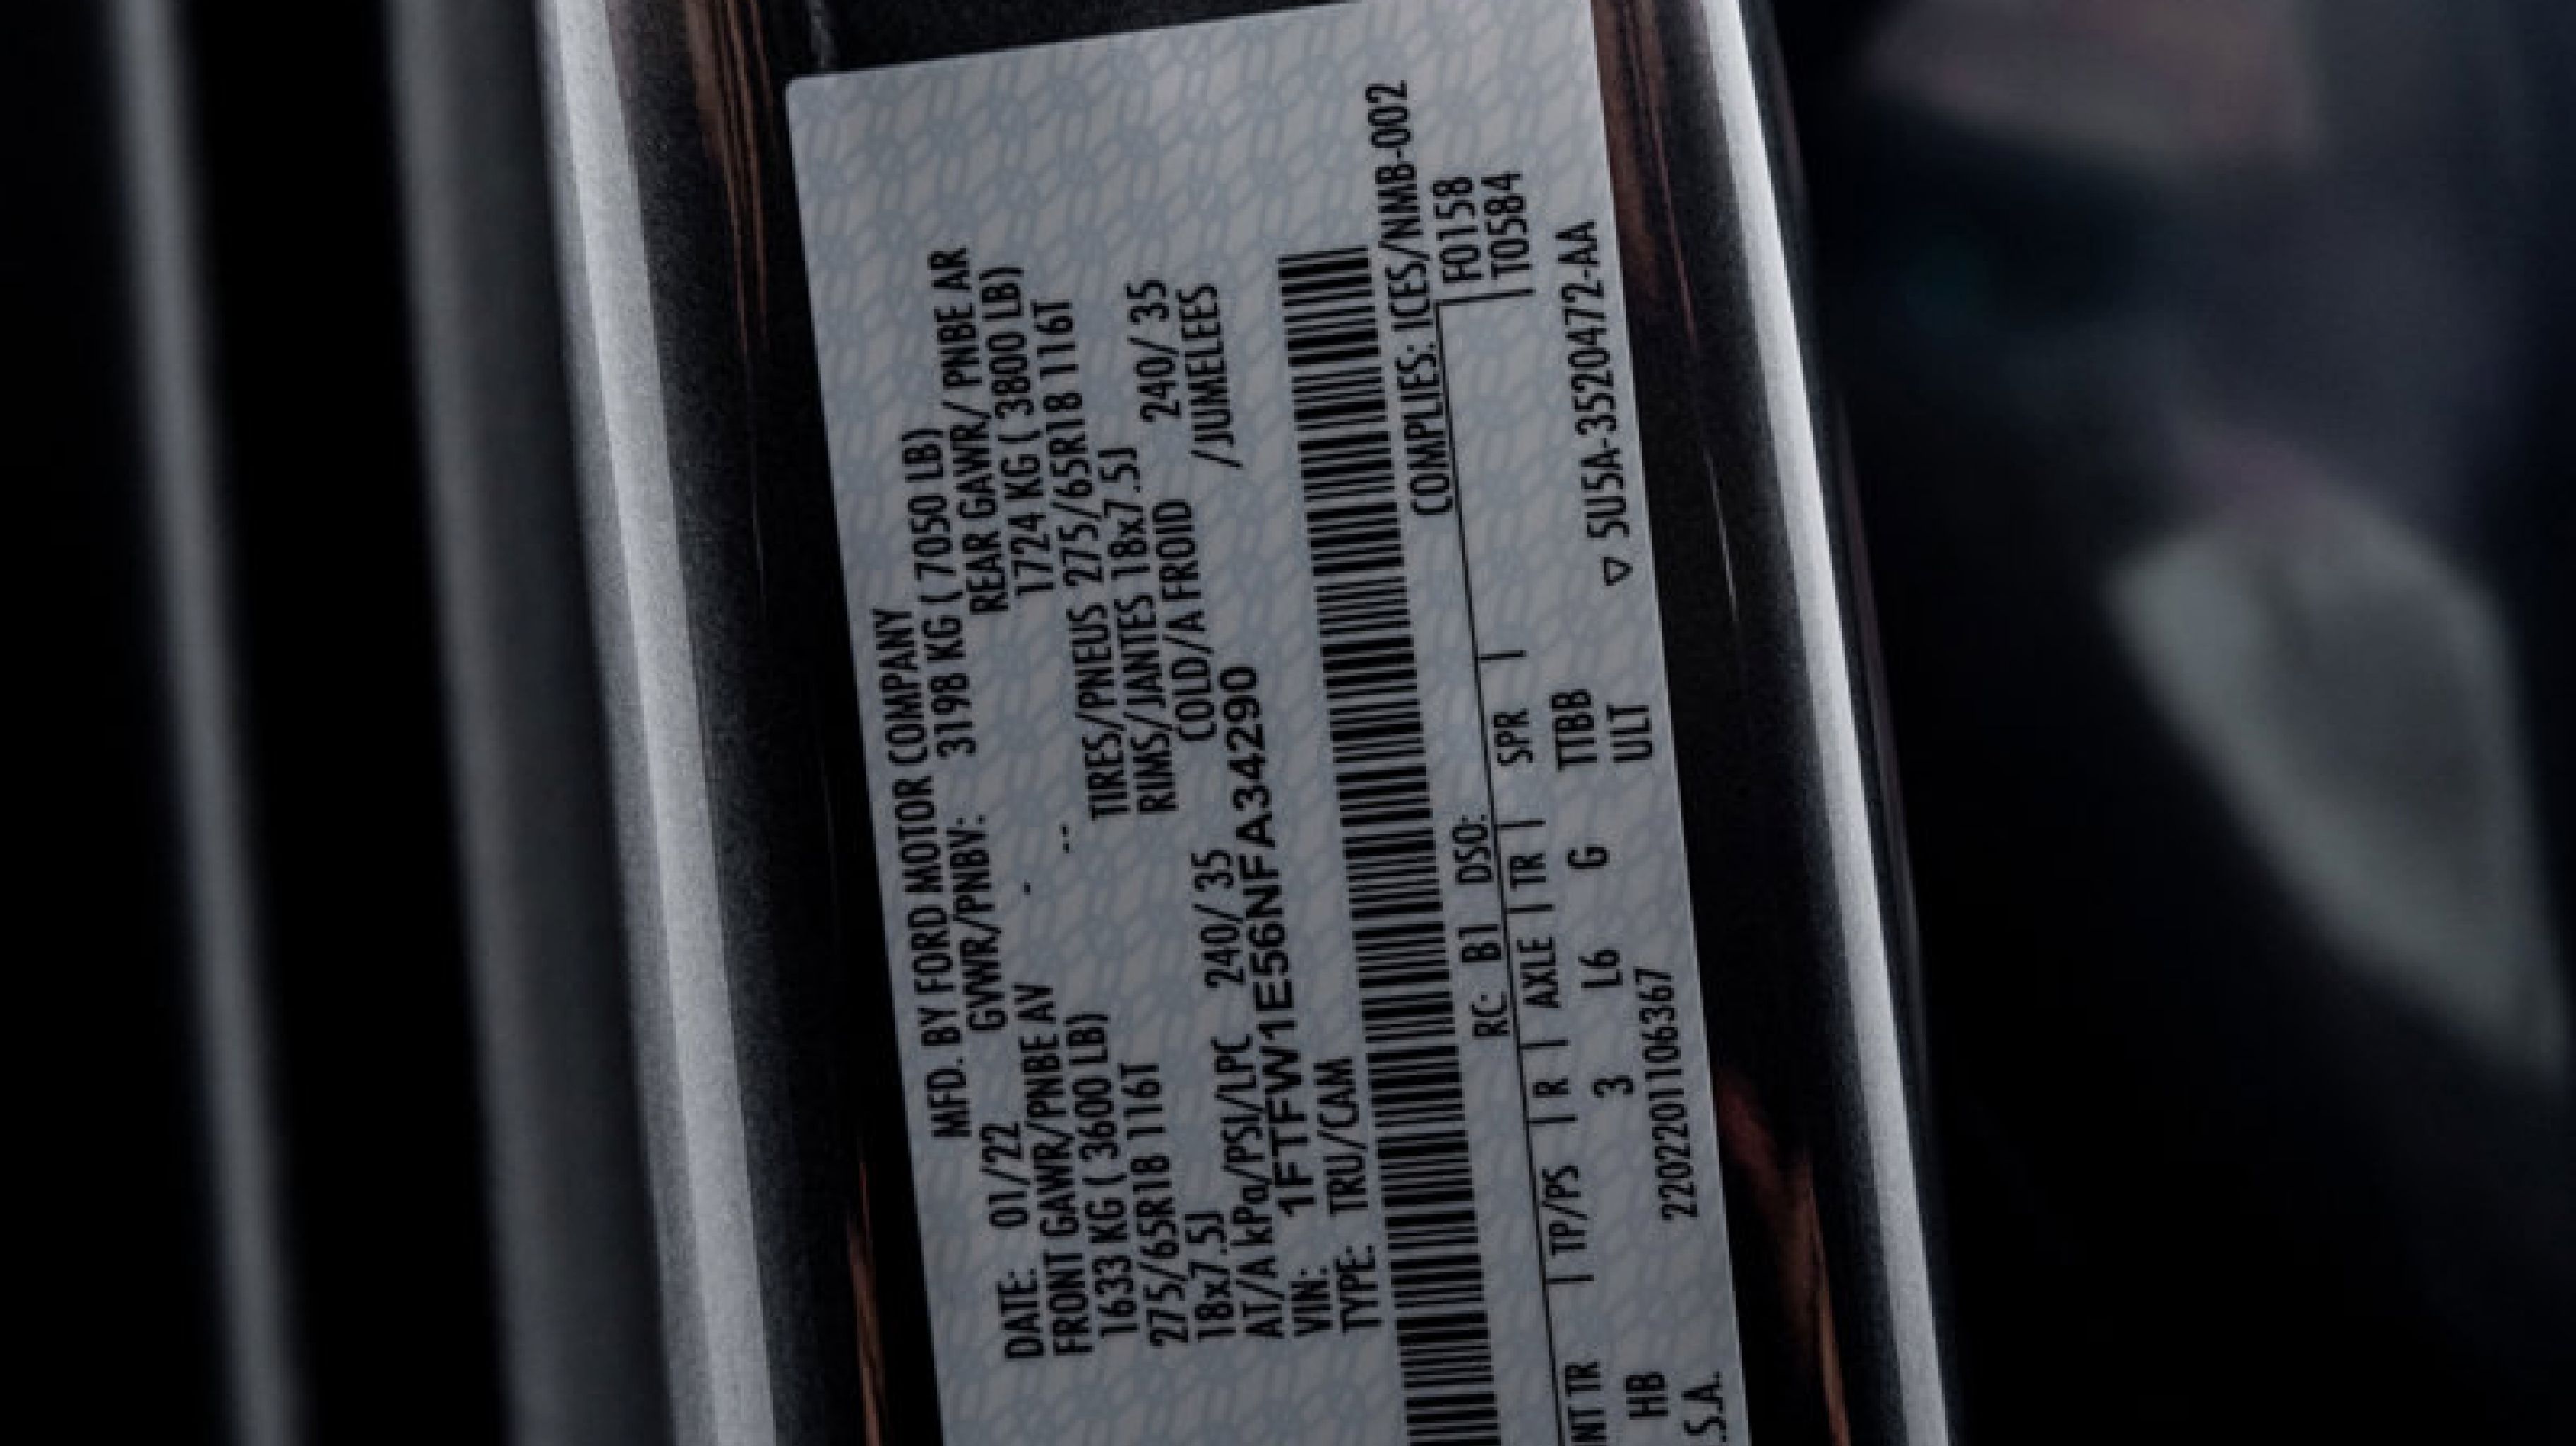 MFD. BY FORD MOTOR COMPANY
DATE: 01/22 GVWR/PNBV: 3198 KG ( 7050 LB)
FRONT GAWR/PNBE AV - REAR GAWR/ PNBE AR
1633 KG ( 3600 LB) -- 1724 KG ( 3800 LB)
275/65R18 116T TIRES/PNEUS 275/65R18 116T
18x7.5J RIMS/JANTES 18x7.5J
AT/A kPa/PSI/LPC 240/ 35 COLD/A FROID 240/ 35
VIN: 1FTFW1E56NFA34290 /JUMELEES
TYPE: TRU/CAM
COMPLIES: ICES/NMB-002
RC: B1 DSO: F0158
NT TR | TP/PS | R | AXLE | TR | SPR | T0584
HB 3 L6 G TTBB
.S.A. 2202201106367 ULT ▽ 5U5A-3520472-AA